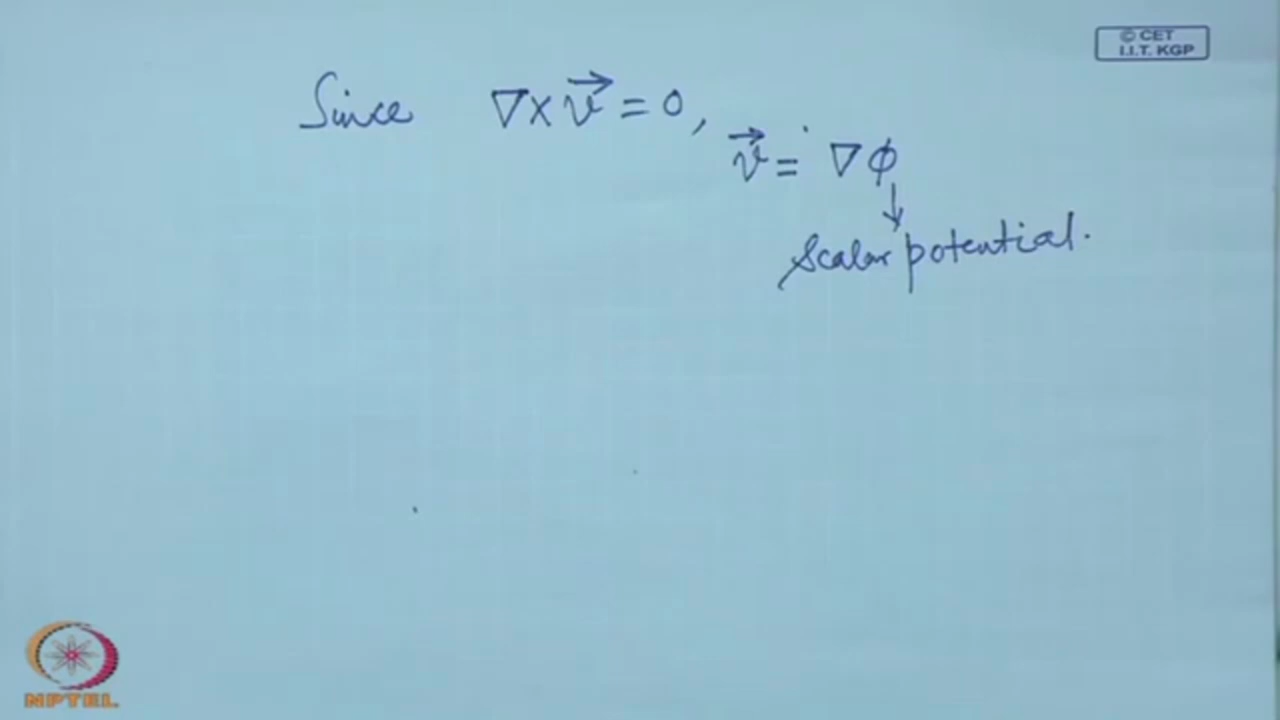 © CET
I.I.T. KGP
Since ∇×v⃗ = 0,
v⃗ = ∇ϕ
↓
Scalar potential.
NPTEL